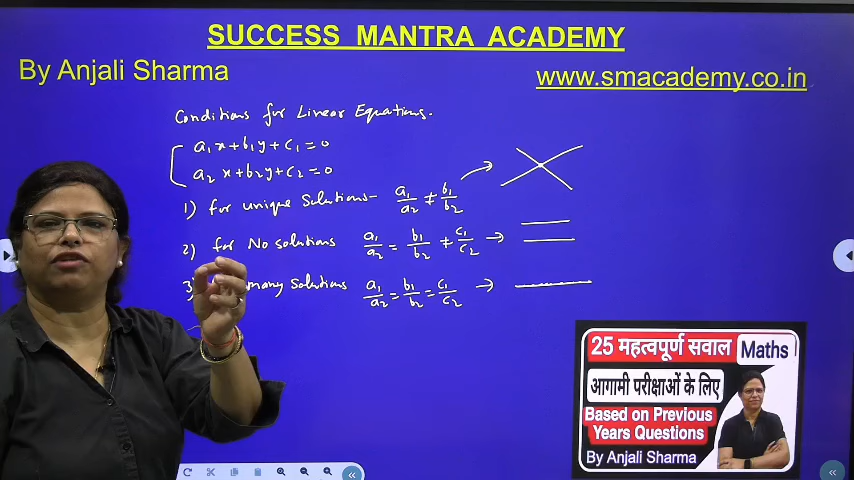 SUCCESS MANTRA ACADEMY
By Anjali Sharma
www.smacademy.co.in
Conditions for Linear Equations.
a₁x+b₁y+c₁=0
a₂x+b₂y+c₂=0
1) for unique Solutions- a₁/a₂ ≠ b₁/b₂
2) for No solutions a₁/a₂ = b₁/b₂ ≠ c₁/c₂ →
3) many Solutions a₁/a₂ = b₁/b₂ = c₁/c₂ →
25 महत्वपूर्ण सवाल Maths
आगामी परीक्षाओं के लिए
Based on Previous
Years Questions
By Anjali Sharma